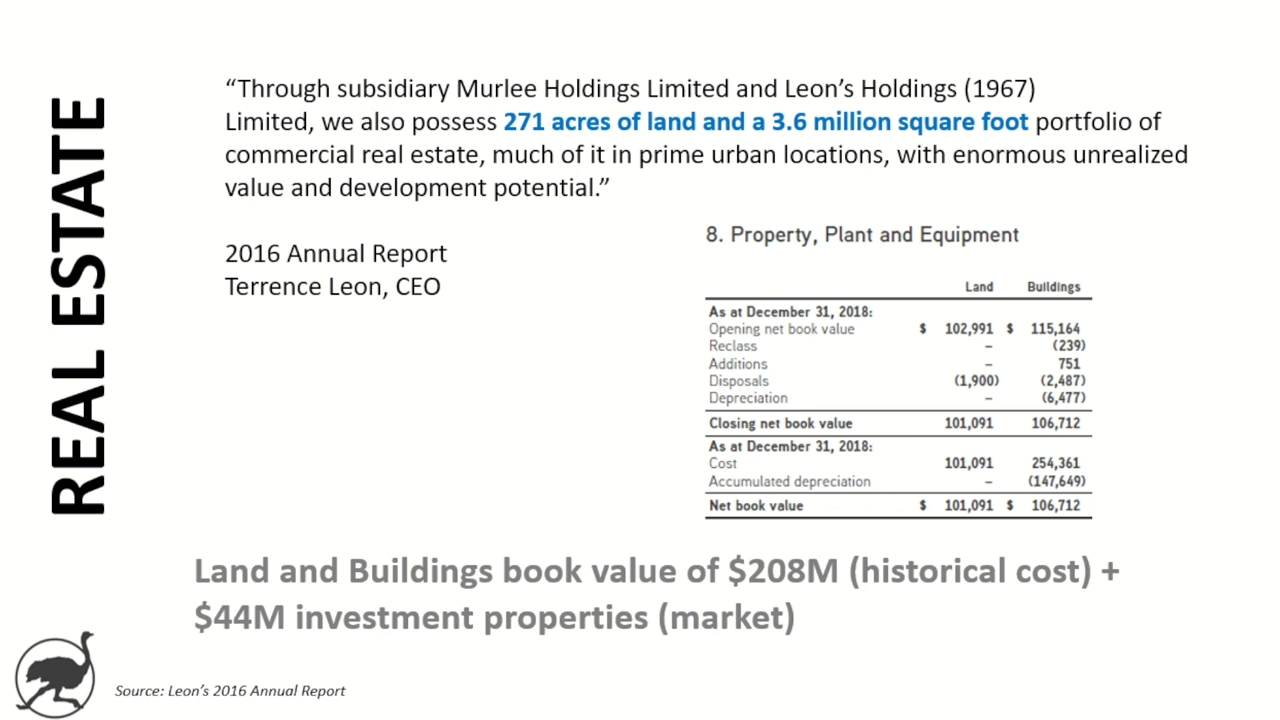 REAL ESTATE
“Through subsidiary Murlee Holdings Limited and Leon’s Holdings (1967)
Limited, we also possess 271 acres of land and a 3.6 million square foot portfolio of
commercial real estate, much of it in prime urban locations, with enormous unrealized
value and development potential.”
2016 Annual Report
Terrence Leon, CEO
8. Property, Plant and Equipment
Land Buildings
As at December 31, 2018:
Opening net book value $ 102,991 $ 115,164
Reclass – (239)
Additions – 751
Disposals (1,900) (2,487)
Depreciation – (6,477)
Closing net book value 101,091 106,712
As at December 31, 2018:
Cost 101,091 254,361
Accumulated depreciation – (147,649)
Net book value $ 101,091 $ 106,712
Land and Buildings book value of $208M (historical cost) +
$44M investment properties (market)
Source: Leon’s 2016 Annual Report